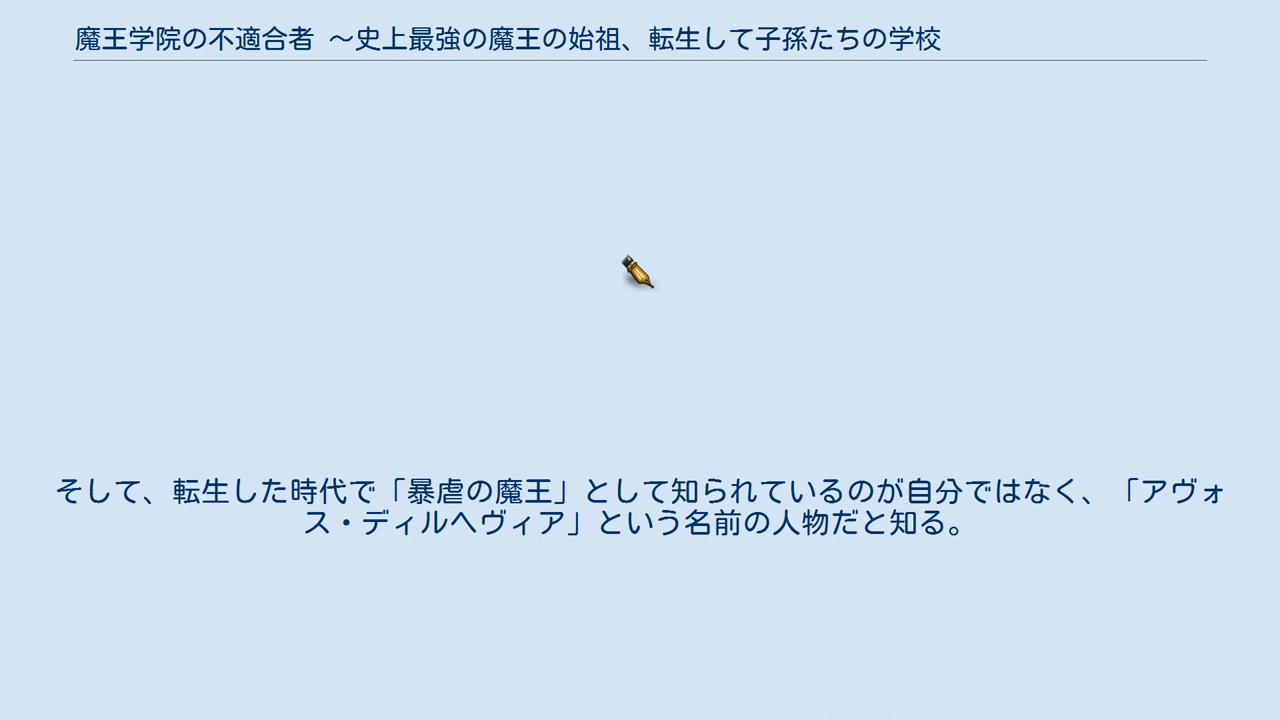 魔王学院の不適合者 ～史上最強の魔王の始祖、転生して子孫たちの学校
そして、転生した時代で「暴虐の魔王」として知られているのが自分ではなく、「アヴォ
ス・ディルヘヴィア」という名前の人物だと知る。